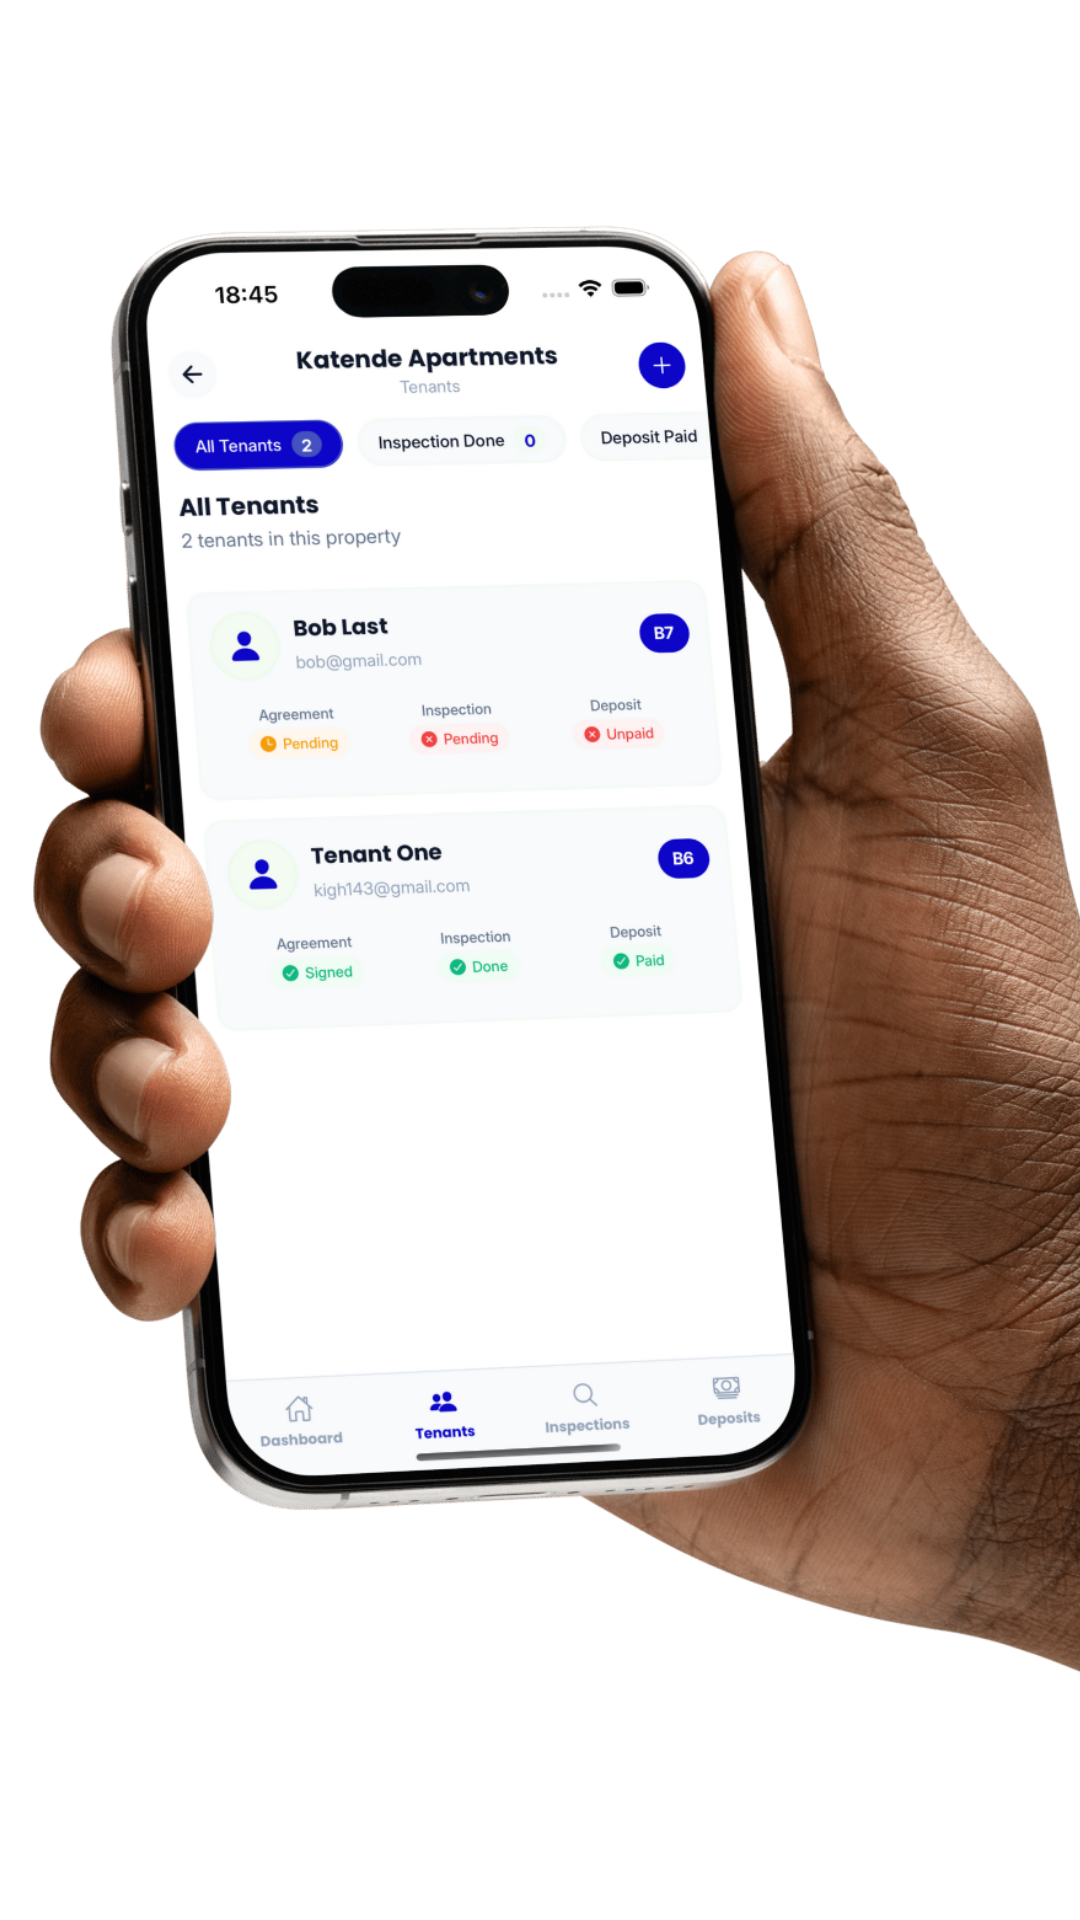 18:45
Katende Apartments
Tenants
All Tenants 2
Inspection Done 0
Deposit Paid
All Tenants
2 tenants in this property
Bob Last
B7
bob@gmail.com
Agreement Inspection Deposit
Pending Pending Unpaid
Tenant One
B6
kigh143@gmail.com
Agreement Inspection Deposit
Signed Done Paid
Dashboard Tenants Inspections Deposits